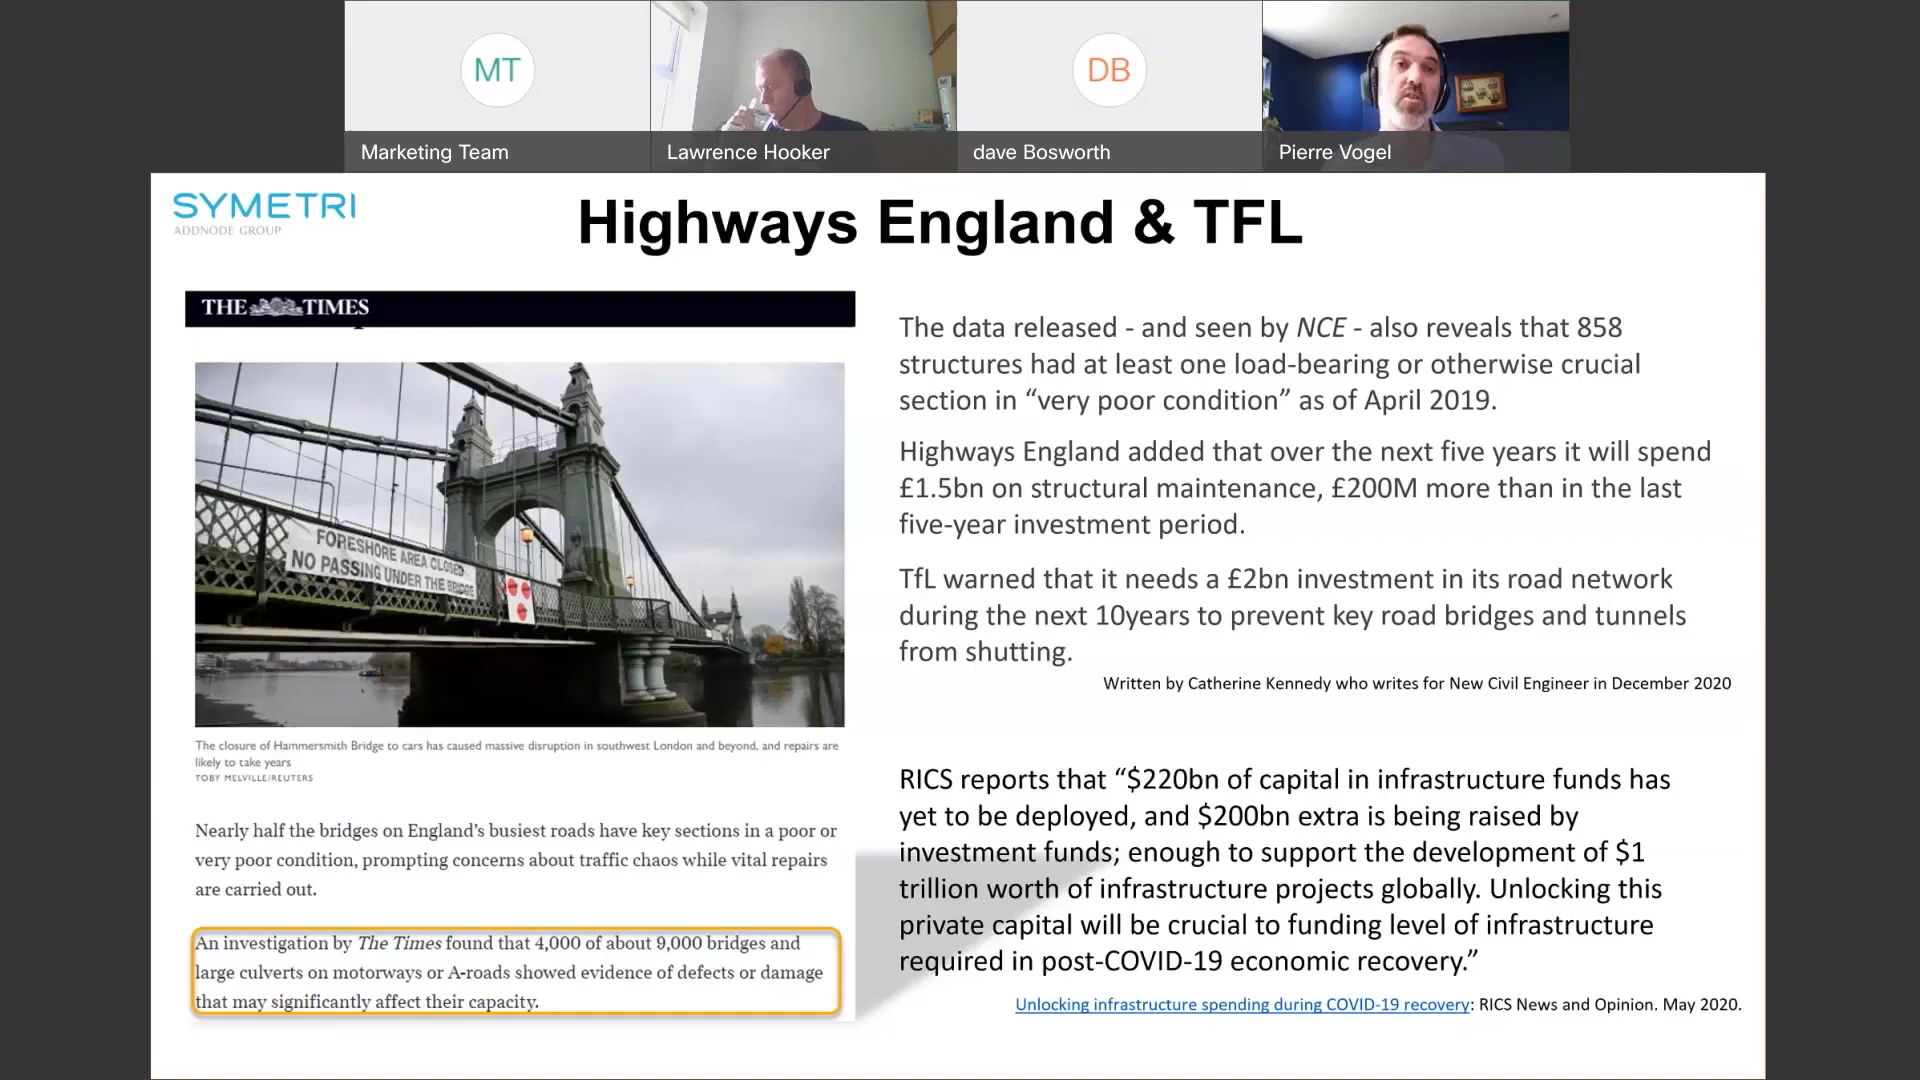 MT
DB
Marketing Team
Lawrence Hooker
dave Bosworth
Pierre Vogel
SYMETRI
ADDNODE GROUP
Highways England & TFL
THE TIMES
FORESHORE AREA CLOSED
NO PASSING UNDER THE BRIDGE
The closure of Hammersmith Bridge to cars has caused massive disruption in southwest London and beyond, and repairs are
likely to take years
TOBY MELVILLE/REUTERS
Nearly half the bridges on England’s busiest roads have key sections in a poor or
very poor condition, prompting concerns about traffic chaos while vital repairs
are carried out.
An investigation by The Times found that 4,000 of about 9,000 bridges and
large culverts on motorways or A-roads showed evidence of defects or damage
that may significantly affect their capacity.
The data released - and seen by NCE - also reveals that 858
structures had at least one load-bearing or otherwise crucial
section in “very poor condition” as of April 2019.
Highways England added that over the next five years it will spend
£1.5bn on structural maintenance, £200M more than in the last
five-year investment period.
TfL warned that it needs a £2bn investment in its road network
during the next 10years to prevent key road bridges and tunnels
from shutting.
Written by Catherine Kennedy who writes for New Civil Engineer in December 2020
RICS reports that “$220bn of capital in infrastructure funds has
yet to be deployed, and $200bn extra is being raised by
investment funds; enough to support the development of $1
trillion worth of infrastructure projects globally. Unlocking this
private capital will be crucial to funding level of infrastructure
required in post-COVID-19 economic recovery.”
Unlocking infrastructure spending during COVID-19 recovery: RICS News and Opinion. May 2020.